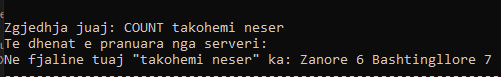 Zgjedhja juaj: COUNT takohemi neser
Te dhenat e pranuara nga serveri:
Ne fjaline tuaj "takohemi neser" ka: Zanore 6 Bashtingllore 7